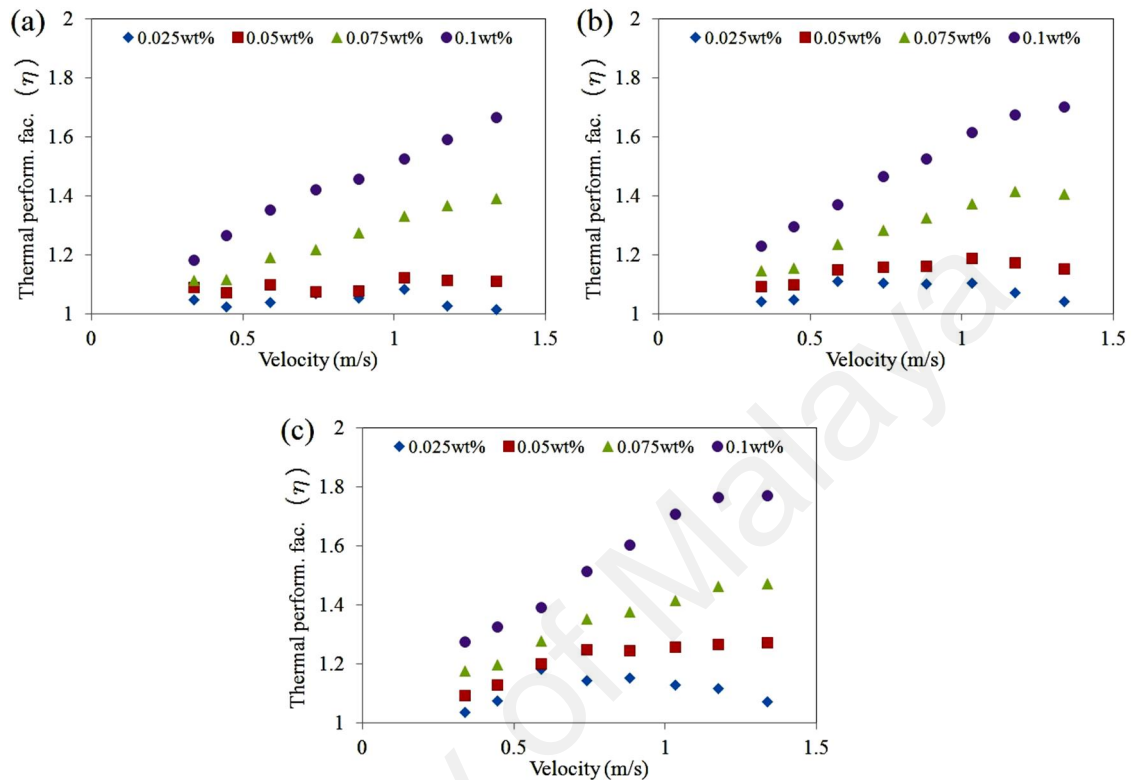 (a)
2
1.8
1.6
1.4
1.2
1
Thermal perform. fac. (η)
0.025wt% 0.05wt% 0.075wt% 0.1wt%
0 0.5 1 1.5
Velocity (m/s)
(b)
2
1.8
1.6
1.4
1.2
1
Thermal perform. fac. (η)
0.025wt% 0.05wt% 0.075wt% 0.1wt%
0 0.5 1 1.5
Velocity (m/s)
(c)
2
1.8
1.6
1.4
1.2
1
Thermal perform. fac. (η)
0.025wt% 0.05wt% 0.075wt% 0.1wt%
0 0.5 1 1.5
Velocity (m/s)
of Malaya